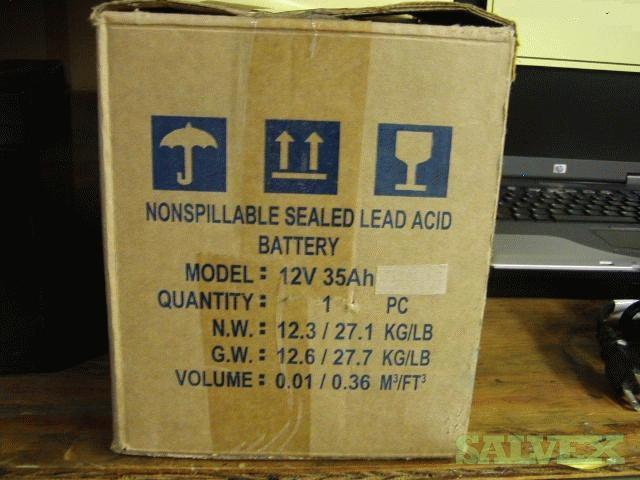 NONSPILLABLE SEALED LEAD ACID
BATTERY
MODEL : 12V 35Ah
QUANTITY : 1 PC
N.W. : 12.3 / 27.1 KG/LB
G.W. : 12.6 / 27.7 KG/LB
VOLUME : 0.01 / 0.36 M³/FT³
hp
SALVEX